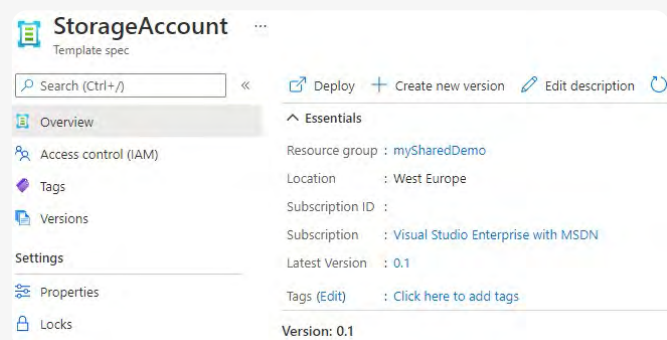 StorageAccount ...
Template spec
Search (Ctrl+/)
«
Deploy
Create new version
Edit description
Overview
Access control (IAM)
Tags
Versions
Settings
Properties
Locks
Essentials
Resource group : mySharedDemo
Location : West Europe
Subscription ID :
Subscription : Visual Studio Enterprise with MSDN
Latest Version : 0.1
Tags (Edit) : Click here to add tags
Version: 0.1